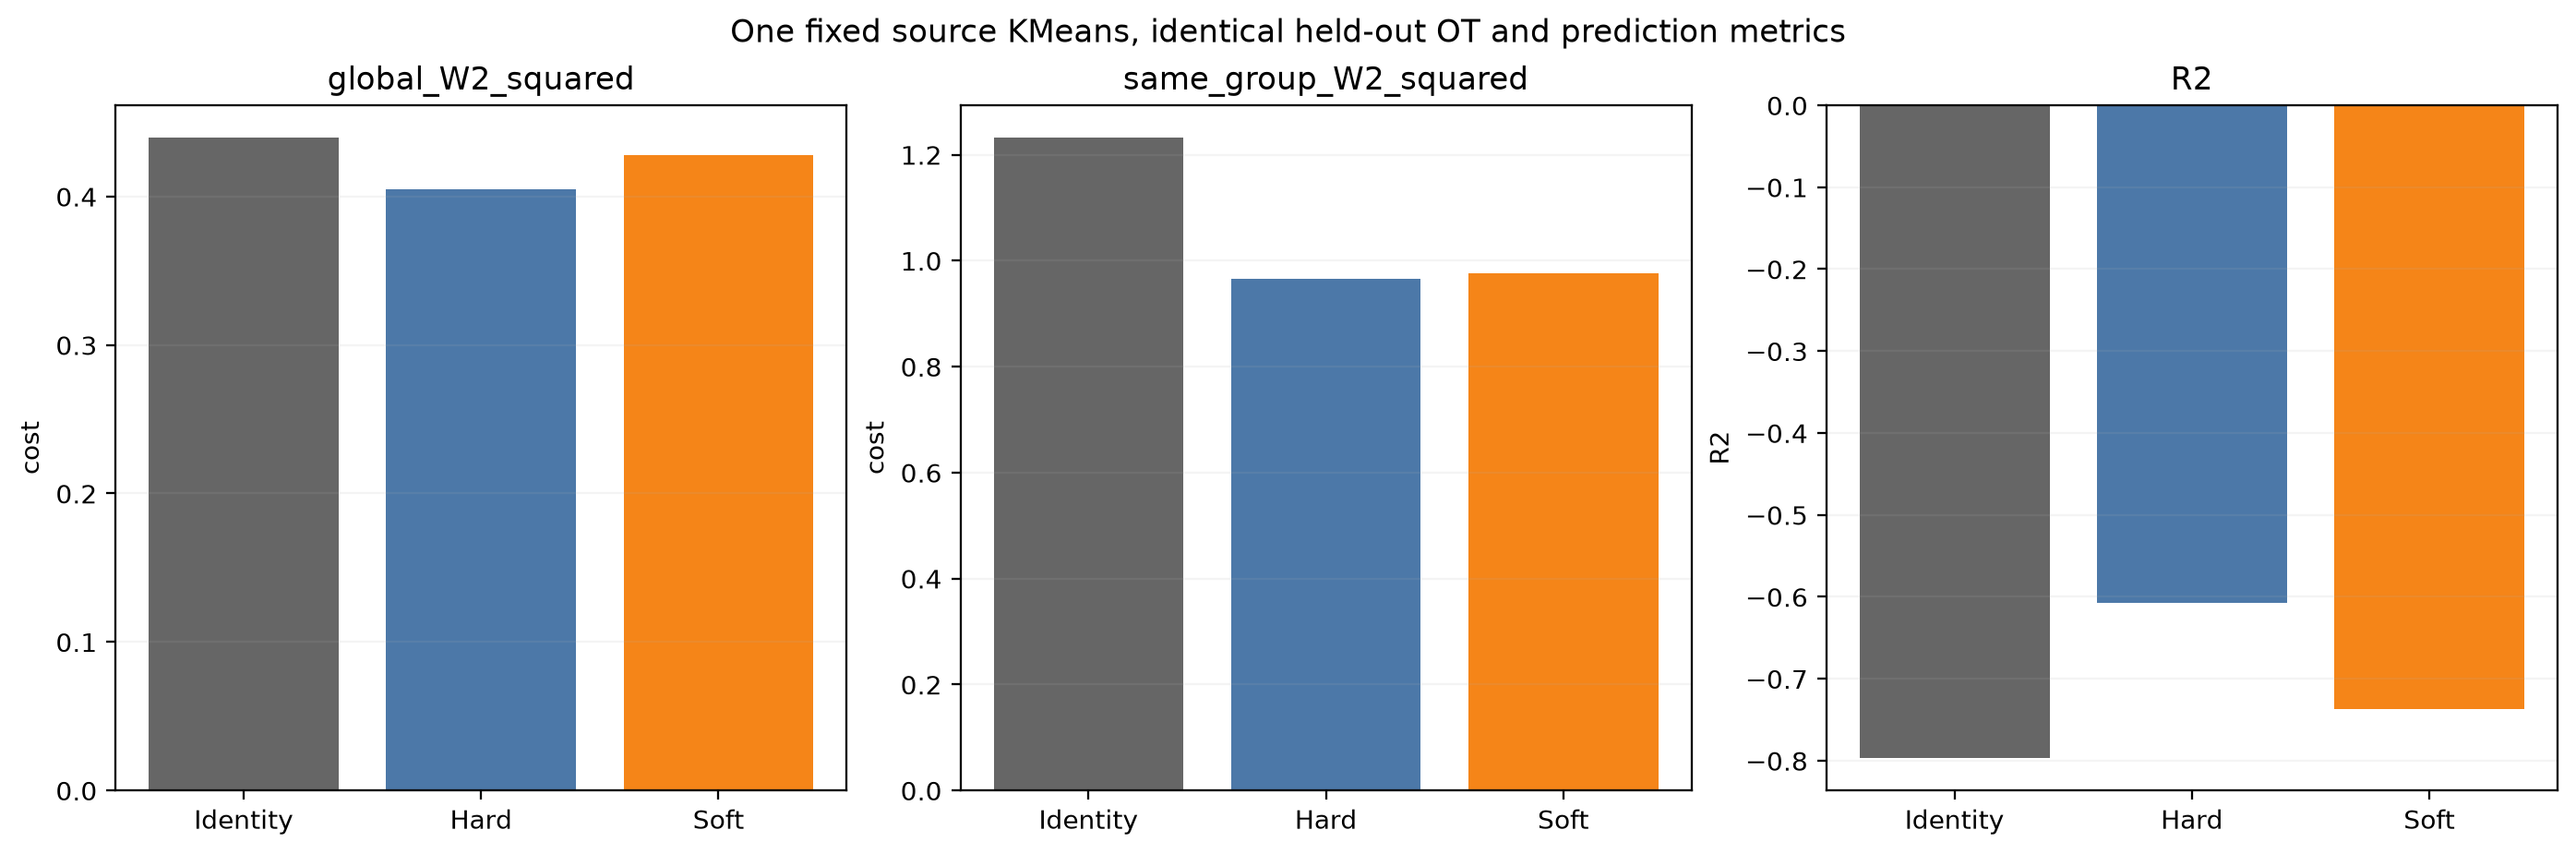 One fixed source KMeans, identical held-out OT and prediction metrics
global_W2_squared
cost
0.4
0.3
0.2
0.1
0.0
Identity
Hard
Soft
same_group_W2_squared
cost
1.2
1.0
0.8
0.6
0.4
0.2
0.0
Identity
Hard
Soft
R2
R2
0.0
−0.1
−0.2
−0.3
−0.4
−0.5
−0.6
−0.7
−0.8
Identity
Hard
Soft